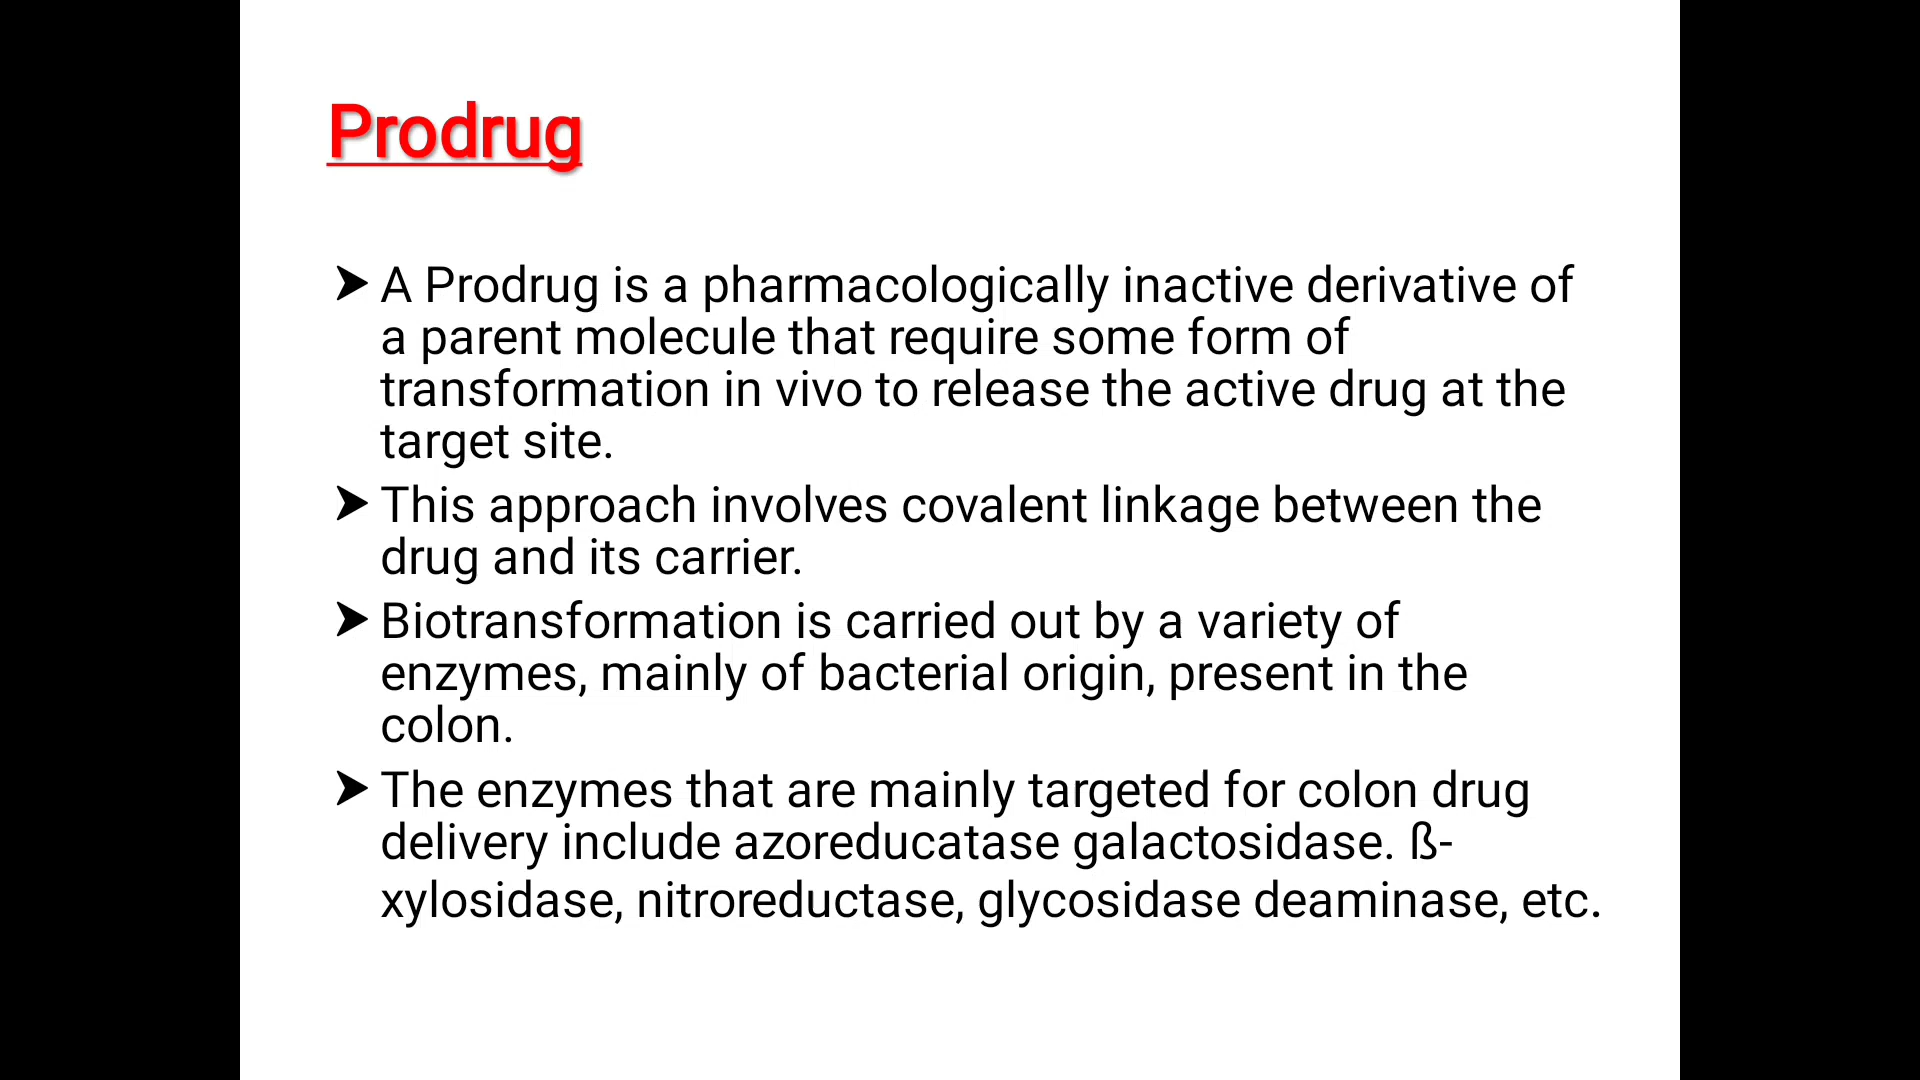 Prodrug
➤ A Prodrug is a pharmacologically inactive derivative of
a parent molecule that require some form of
transformation in vivo to release the active drug at the
target site.
➤ This approach involves covalent linkage between the
drug and its carrier.
➤ Biotransformation is carried out by a variety of
enzymes, mainly of bacterial origin, present in the
colon.
➤ The enzymes that are mainly targeted for colon drug
delivery include azoreducatase galactosidase. ß-
xylosidase, nitroreductase, glycosidase deaminase, etc.